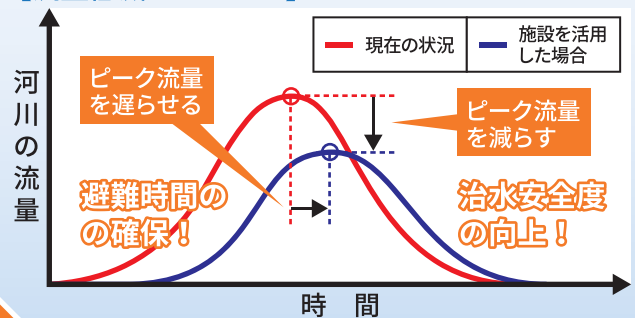 現在の状況
施設を活用
した場合
ピーク流量
を遅らせる
ピーク流量
を減らす
河川の流量
避難時間の
の確保！
治水安全度
の向上！
時　間